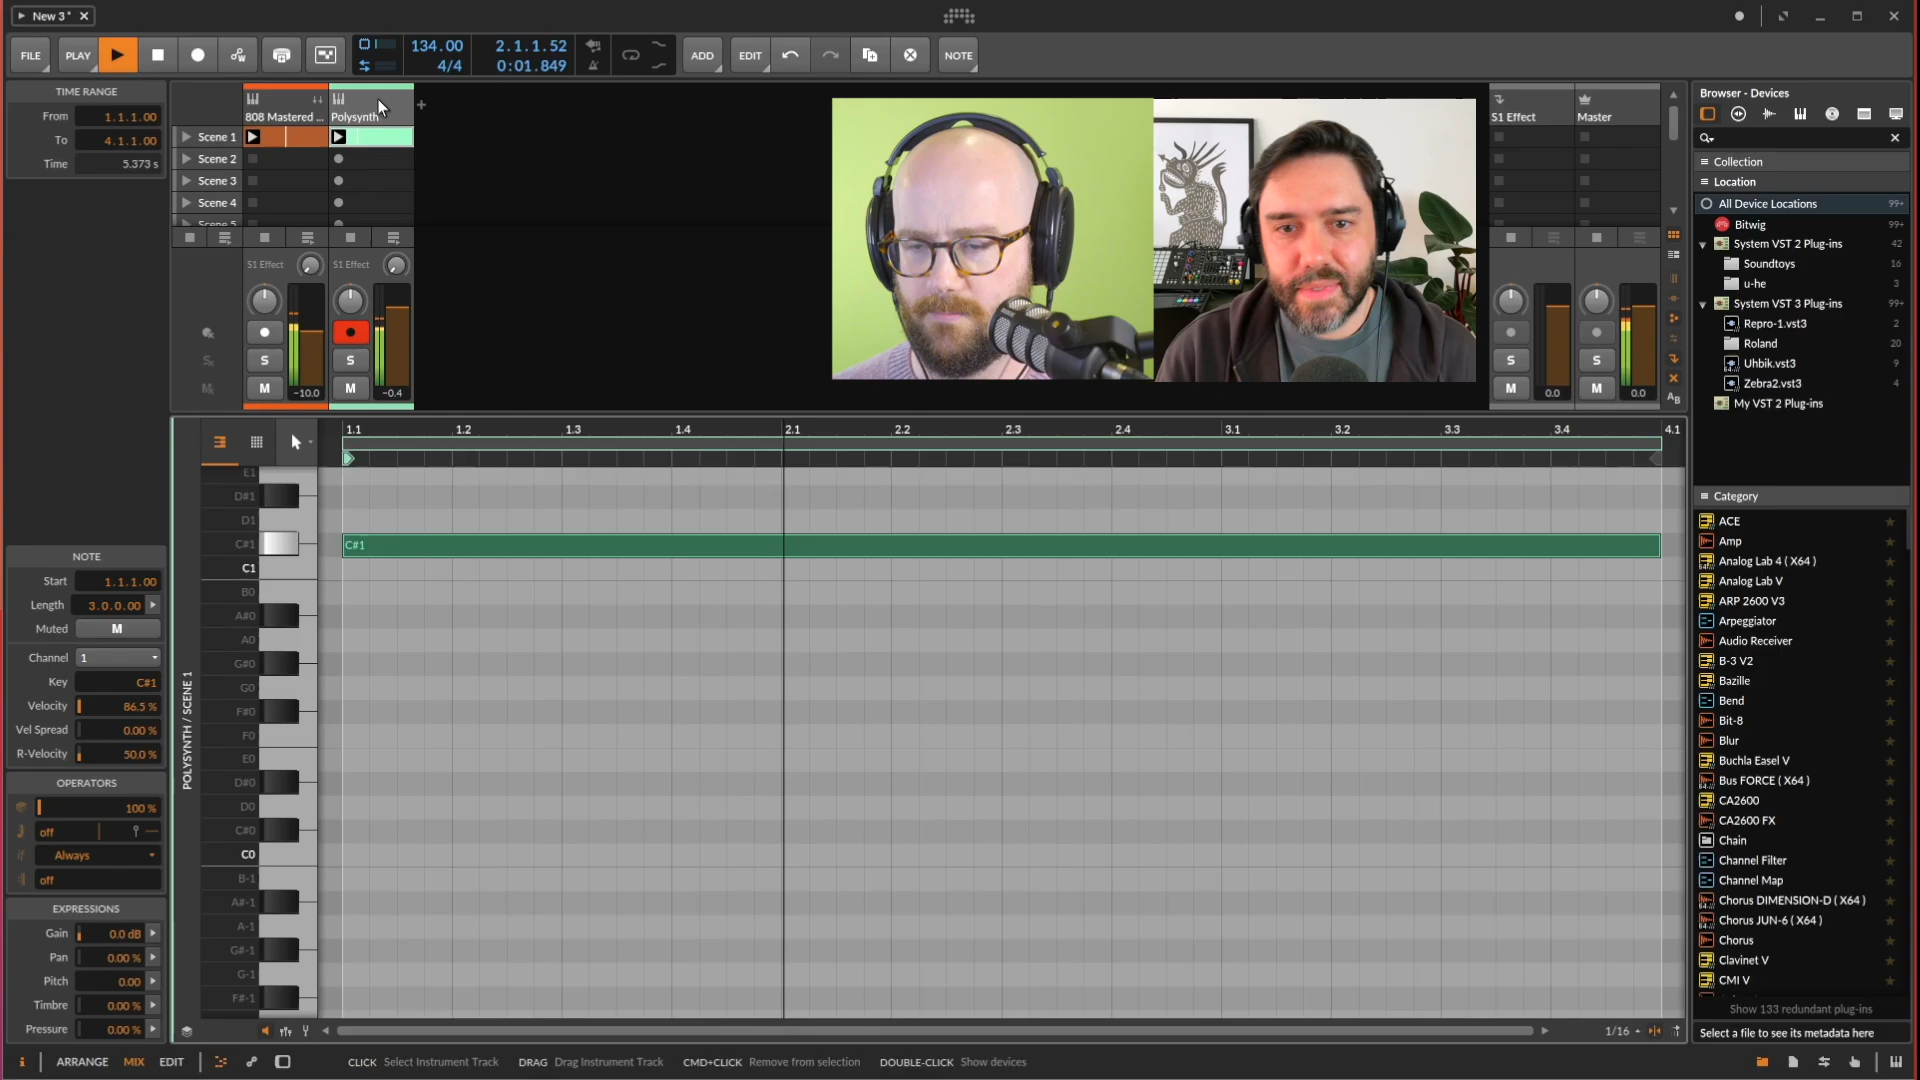 New 3*
FILE
PLAY
134.00
4/4
2.1.1.52
0:01.849
ADD
EDIT
NOTE
TIME RANGE
From 1.1.1.00
To 4.1.1.00
Time 5.373 s
808 Mastered ...
Polysynth
Scene 1
Scene 2
Scene 3
Scene 4
Scene 5
S1 Effect
S1 Effect
S
M
-10.0
S
M
-0.4
S1 Effect
Master
S
M
0.0
S
M
0.0
Browser - Devices
Collection
Location
All Device Locations 99+
Bitwig
System VST 2 Plug-ins 42
Soundtoys 16
u-he 3
System VST 3 Plug-ins 99+
Repro-1.vst3 2
Roland 20
Uhbik.vst3 9
Zebra2.vst3 4
My VST 2 Plug-ins
Category
ACE
Amp
Analog Lab 4 ( X64 )
Analog Lab V
ARP 2600 V3
Arpeggiator
Audio Receiver
B-3 V2
Bazille
Bend
Bit-8
Blur
Buchla Easel V
Bus FORCE ( X64 )
CA2600
CA2600 FX
Chain
Channel Filter
Channel Map
Chorus DIMENSION-D ( X64 )
Chorus JUN-6 ( X64 )
Chorus
Clavinet V
CMI V
Show 133 redundant plug-ins
Select a file to see its metadata here
1.1 1.2 1.3 1.4 2.1 2.2 2.3 2.4 3.1 3.2 3.3 3.4 4.1
E1
D#1
D1
C#1
C#1
C1
B0
A#0
A0
G#0
G0
F#0
F0
E0
D#0
D0
C#0
C0
B-1
A#-1
A-1
G#-1
G-1
F#-1
POLYSYNTH / SCENE 1
NOTE
Start 1.1.1.00
Length 3.0.0.00
Muted M
Channel 1
Key C#1
Velocity 86.5 %
Vel Spread 0.00 %
R-Velocity 50.0 %
OPERATORS
100 %
off
Always
off
EXPRESSIONS
Gain 0.0 dB
Pan 0.00 %
Pitch 0.00
Timbre 0.00 %
Pressure 0.00 %
1/16
i
ARRANGE MIX EDIT
CLICK Select Instrument Track DRAG Drag Instrument Track CMD+CLICK Remove from selection DOUBLE-CLICK Show devices